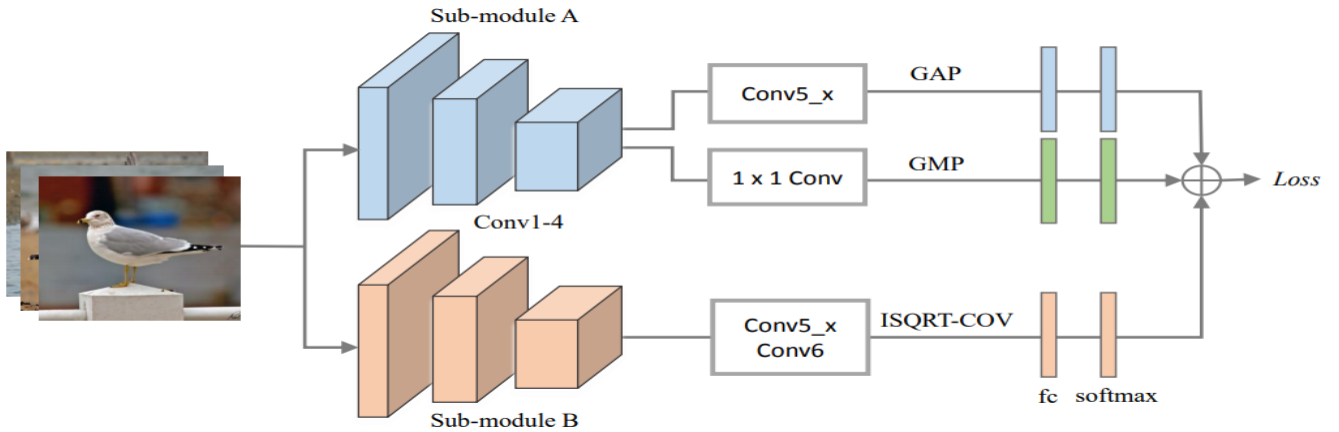 Sub-module A
Conv5_x
GAP
1 x 1 Conv
GMP
Loss
Conv1-4
Conv5_x
Conv6
ISQRT-COV
fc
softmax
Sub-module B